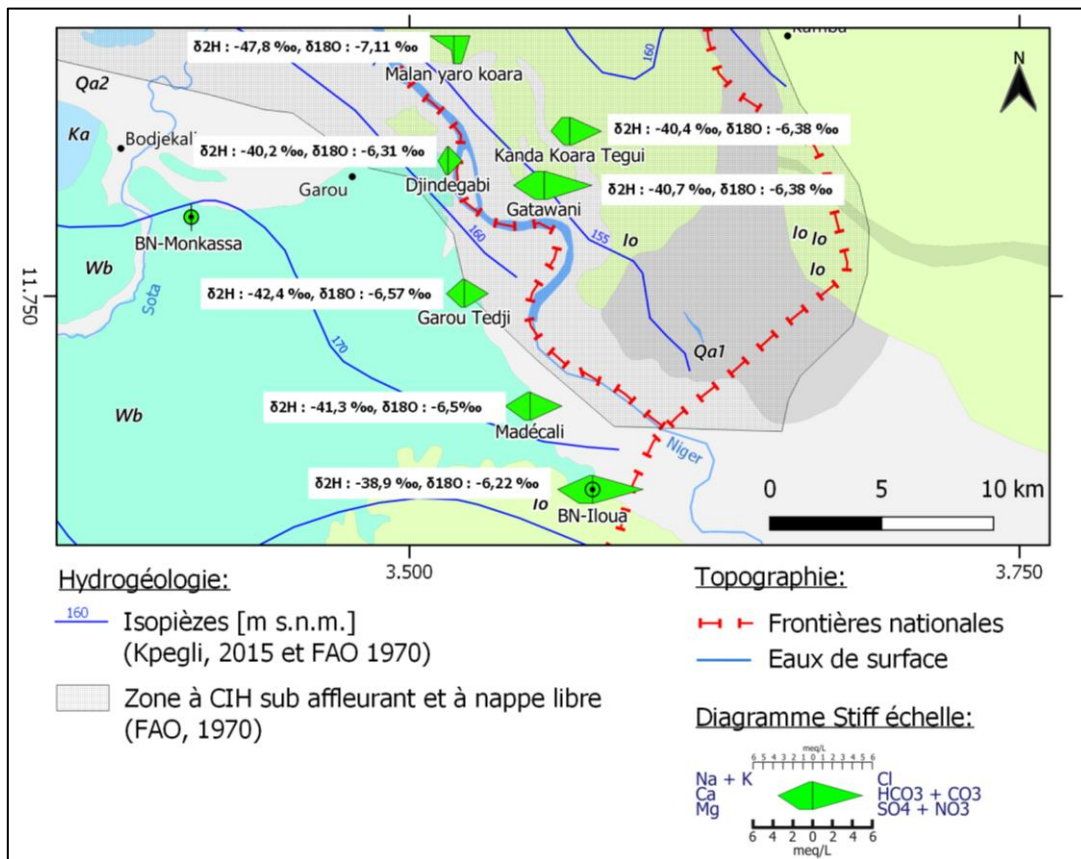 Kamba
160
δ2H : -47,8 ‰, δ18O : -7,11 ‰
Malan yaro koara
Qa2
Ka
Bodjekali
δ2H : -40,4 ‰, δ18O : -6,38 ‰
Kanda Koara Tegui
δ2H : -40,2 ‰, δ18O : -6,31 ‰
Djindegabi
Garou
δ2H : -40,7 ‰, δ18O : -6,38 ‰
Gatawani
N
BN-Monkassa
160
155
Io
Io Io
Io
Wb
Sota
11.750
δ2H : -42,4 ‰, δ18O : -6,57 ‰
Garou Tedji
170
Qa1
Wb
δ2H : -41,3 ‰, δ18O : -6,5‰
Madécali
Niger
δ2H : -38,9 ‰, δ18O : -6,22 ‰
Io
BN-Iloua
0 5 10 km
3.500
3.750
Hydrogéologie:
160
Isopièzes [m s.n.m.]
(Kpegli, 2015 et FAO 1970)
Zone à CIH sub affleurant et à nappe libre
(FAO, 1970)
Topographie:
Frontières nationales
Eaux de surface
Diagramme Stiff échelle:
meq/L
6 5 4 3 2 1 0 1 2 3 4 5 6
Na + K Cl
Ca HCO3 + CO3
Mg SO4 + NO3
6 4 2 0 2 4 6
meq/L